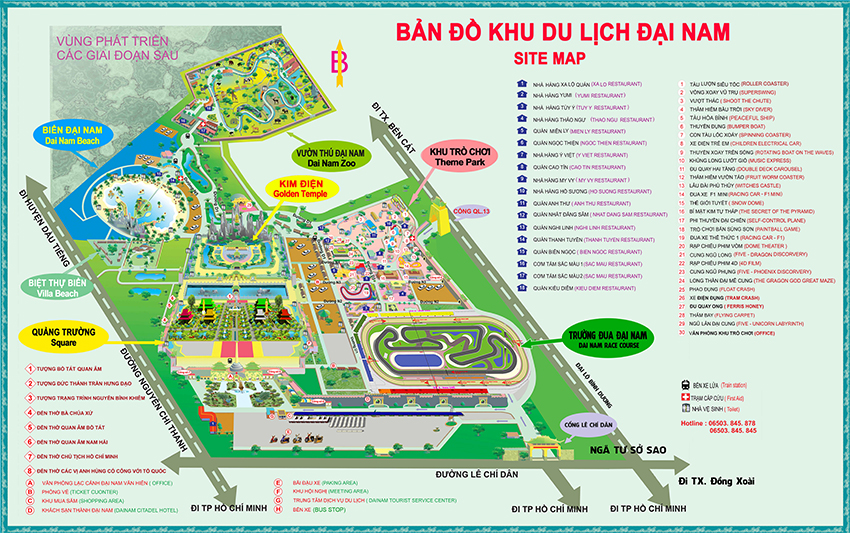 BẢN ĐỒ KHU DU LỊCH ĐẠI NAM
SITE MAP
VÙNG PHÁT TRIỂN
CÁC GIAI ĐOẠN SAU
B
BIỂN ĐẠI NAM
Dai Nam Beach
VƯỜN THÚ ĐẠI NAM
Dai Nam Zoo
KIM ĐIỆN
Golden Temple
KHU TRÒ CHƠI
Theme Park
CỔNG QL.13
ĐI TX. BẾN CÁT
ĐI HUYỆN DẦU TIẾNG
BIỆT THỰ BIỂN
Villa Beach
QUẢNG TRƯỜNG
Square
TRƯỜNG ĐUA ĐẠI NAM
DAI NAM RACE COURSE
ĐẠI LỘ BÌNH DƯƠNG
ĐƯỜNG NGUYỄN CHÍ THANH
CỔNG LÊ CHÍ DÂN
NGÃ TƯ SỞ SAO
ĐƯỜNG LÊ CHÍ DÂN
ĐI TX. Đồng Xoài
ĐI TP HỒ CHÍ MINH
ĐI TP HỒ CHÍ MINH
ĐI TP HỒ CHÍ MINH
1 NHÀ HÀNG XA LỘ QUÁN (XA LO RESTAURANT)
2 NHÀ HÀNG YUMI (YUMI RESTAURANT)
3 NHÀ HÀNG TÙY Ý (TUY Y RESTAURANT)
4 NHÀ HÀNG THẢO NGƯ (THAO NGU RESTAURANT)
5 QUÁN MIÊN LY (MIEN LY RESTAURANT)
6 QUÁN NGỌC THIỆN (NGOC THIEN RESTAURANT)
7 NHÀ HÀNG Ý VIỆT (Y VIET RESTAURANT)
8 QUÁN CAO TÍN (CAO TIN RESTAURANT)
9 NHÀ HÀNG MY VY (MY VY RESTAURANT)
10 NHÀ HÀNG HỒ SƯƠNG (HO SUONG RESTAURANT)
11 QUÁN ANH THƯ (ANH THU RESTAURANT)
12 QUÁN NHẤT ĐẲNG SÂM (NHAT DANG SAM RESTAURANT)
13 QUÁN NGHI LINH (NGHI LINH RESTAURANT)
14 QUÁN THANH TUYỀN (THANH TUYEN RESTAURANT)
15 QUÁN BIÊN NGỌC (BIEN NGOC RESTAURANT)
16 CƠM TẤM SẮC MÀU 1 (SAC MAU RESTAURANT)
17 CƠM TẤM SẮC MÀU 2 (SAC MAU RESTAURANT)
18 QUÁN KIỀU DIỄM (KIEU DIEM RESTAURANT)
1 TÀU LƯỢN SIÊU TỐC (ROLLER COASTER)
2 VÒNG XOAY VŨ TRỤ (SUPERSWING)
3 VƯỢT THÁC (SHOOT THE CHUTE)
4 THÁM HIỂM BẦU TRỜI (SKY DIVER)
5 TÀU HÒA BÌNH (PEACEFUL SHIP)
6 THUYỀN ĐỤNG (BUMPER BOAT)
7 CON TÀU LỐC XOÁY (SPINNING COASTER)
8 XE ĐIỆN TRẺ EM (CHILDREN ELECTRICAL CAR)
9 THUYỀN XOAY TRÊN SÓNG (ROTATING BOAT ON THE WAVES)
10 KHỦNG LONG LƯỚT GIÓ (MUSIC EXPRESS)
11 ĐU QUAY HAI TẦNG (DOUBLE DECK CAROUSEL)
12 THÁM HIỂM VƯỜN TÁO (FRUIT WORM COASTER)
13 LÂU ĐÀI PHÙ THỦY (WITCHES CASTLE)
14 ĐUA XE F1 MINI (RACING CAR - F1 MINI)
15 THẾ GIỚI TUYẾT (SNOW DOME)
16 BÍ MẬT KIM TỰ THÁP (THE SECRET OF THE PYRAMID)
17 PHI THUYỀN DÃ CHIẾN (SELF-CONTROL PLANE)
18 TRÒ CHƠI BẮN SÚNG SƠN (PAINTBALL GAME)
19 ĐUA XE THỂ THỨC 1 (RACING CAR - F1)
20 RẠP CHIẾU PHIM VÒM (DOME THEATER)
21 CUNG NGŨ LONG (FIVE - DRAGON DISCORVERY)
22 RẠP CHIẾU PHIM 4D (HD FILM)
23 CUNG NGŨ PHỤNG (FIVE - PHOENIX DISCORVERY)
24 LONG THẦN ĐẠI MÊ CUNG (THE GRAGON GOD GREAT MAZE)
25 PHAO ĐỤNG (FLOAT CRASH)
26 XE ĐIỆN ĐỤNG (TRAM CRASH)
27 ĐU QUAY ONG (FERRIS HONEY)
28 THẢM BAY (FLYING CARPET)
29 NGŨ LÂN ĐẠI CUNG (FIVE - UNICORN LABYRINTH)
30 VĂN PHÒNG KHU TRÒ CHƠI (OFFICE)
BẾN XE LỬA (Train station)
TRẠM CẤP CỨU (First Aid)
NHÀ VỆ SINH (Toilet)
Hotline : 06503. 845. 878
06503. 845. 845
1 TƯỢNG BỒ TÁT QUAN ÂM
2 TƯỢNG ĐỨC THÁNH TRẦN HƯNG ĐẠO
3 TƯỢNG TRẠNG TRÌNH NGUYỄN BỈNH KHIÊM
4 ĐỀN THỜ BÀ CHÚA XỨ
5 ĐỀN THỜ QUAN ÂM BỒ TÁT
6 ĐỀN THỜ QUAN ÂM NAM HẢI
7 ĐỀN THỜ CHỦ TỊCH HỒ CHÍ MINH
8 ĐỀN THỜ CÁC VỊ ANH HÙNG CÓ CÔNG VỚI TỔ QUỐC
A VĂN PHÒNG LẠC CẢNH ĐẠI NAM VĂN HIẾN (OFFICE)
B PHÒNG VÉ (TICKET CUONTER)
C KHU MUA SẮM (SHOPPING AREA)
D KHÁCH SẠN THÀNH ĐẠI NAM (DAINAM CITADEL HOTEL)
E BÃI ĐẬU XE (PAKING AREA)
F KHU HỘI NGHỊ (MEETING AREA)
G TRUNG TÂM DỊCH VỤ DU LỊCH (DAINAM TOURIST SERVICE CENTER)
H BẾN XE (BUS STOP)